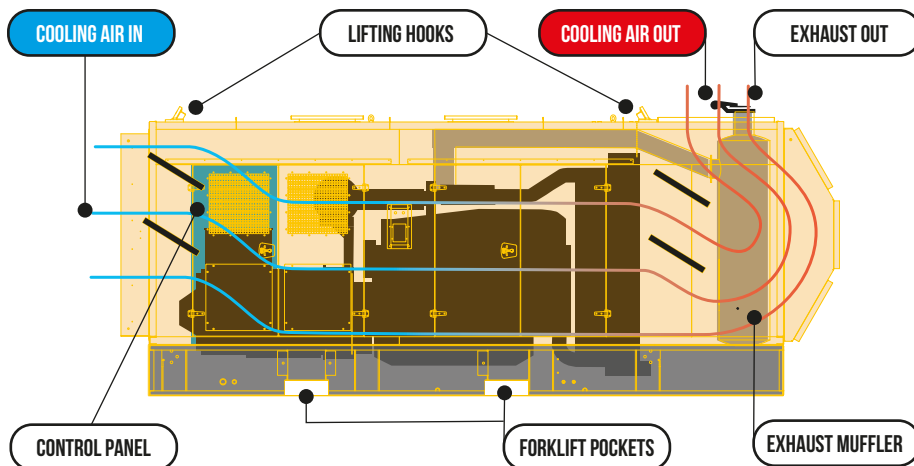 COOLING AIR IN
LIFTING HOOKS
COOLING AIR OUT
EXHAUST OUT
CONTROL PANEL
FORKLIFT POCKETS
EXHAUST MUFFLER